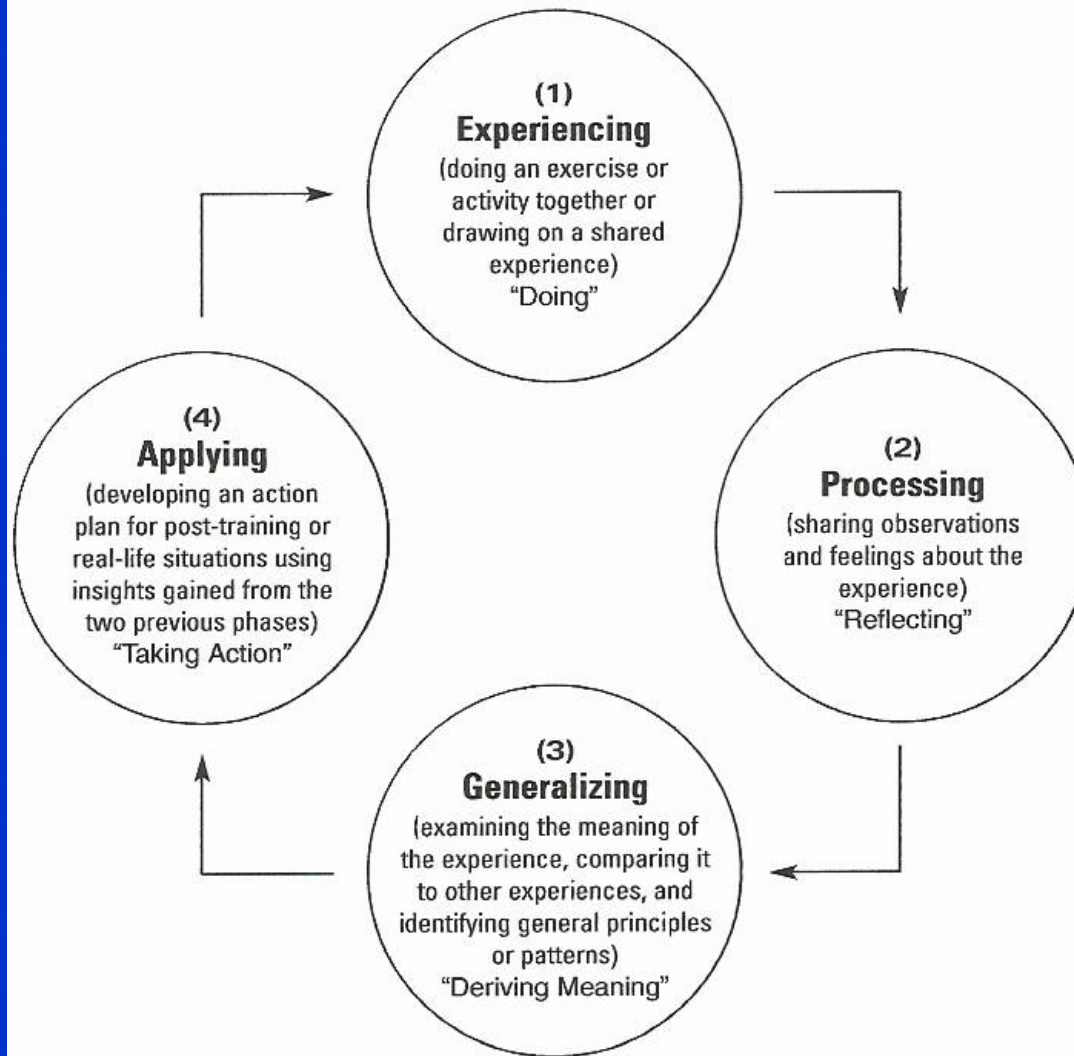 (1)
Experiencing
(doing an exercise or
activity together or
drawing on a shared
experience)
“Doing”
(2)
Processing
(sharing observations
and feelings about the
experience)
“Reflecting”
(3)
Generalizing
(examining the meaning of
the experience, comparing it
to other experiences, and
identifying general principles
or patterns)
“Deriving Meaning”
(4)
Applying
(developing an action
plan for post-training or
real-life situations using
insights gained from the
two previous phases)
“Taking Action”